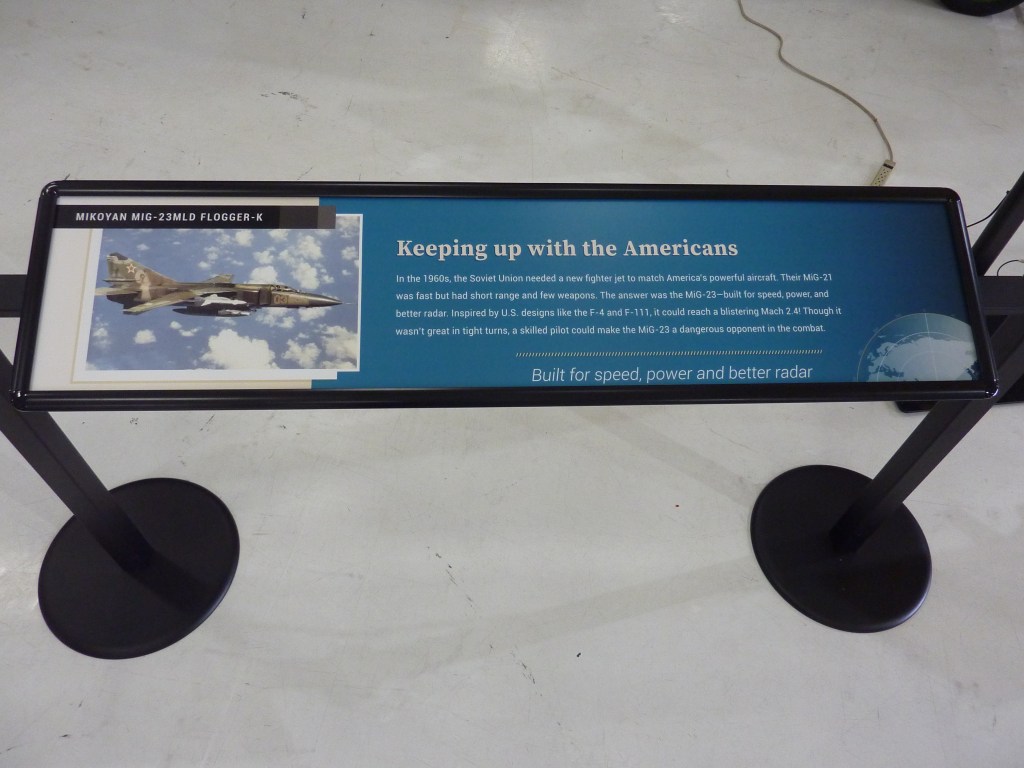 MIKOYAN MIG-23MLD FLOGGER-K
Keeping up with the Americans
In the 1960s, the Soviet Union needed a new fighter jet to match America's powerful aircraft. Their MiG-21
was fast but had short range and few weapons. The answer was the MiG-23—built for speed, power, and
better radar. Inspired by U.S. designs like the F-4 and F-111, it could reach a blistering Mach 2.4! Though it
wasn't great in tight turns, a skilled pilot could make the MiG-23 a dangerous opponent in the combat.
Built for speed, power and better radar